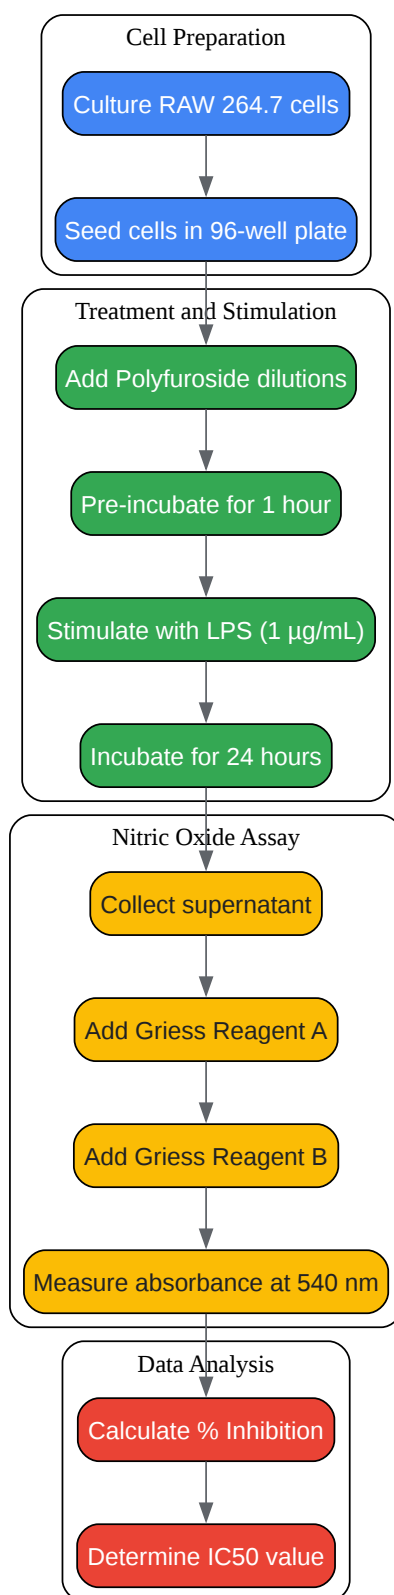 Cell Preparation
Culture RAW 264.7 cells
Seed cells in 96-well plate
Treatment and Stimulation
Add Polyfuroside dilutions
Pre-incubate for 1 hour
Stimulate with LPS (1 µg/mL)
Incubate for 24 hours
Nitric Oxide Assay
Collect supernatant
Add Griess Reagent A
Add Griess Reagent B
Measure absorbance at 540 nm
Data Analysis
Calculate % Inhibition
Determine IC50 value